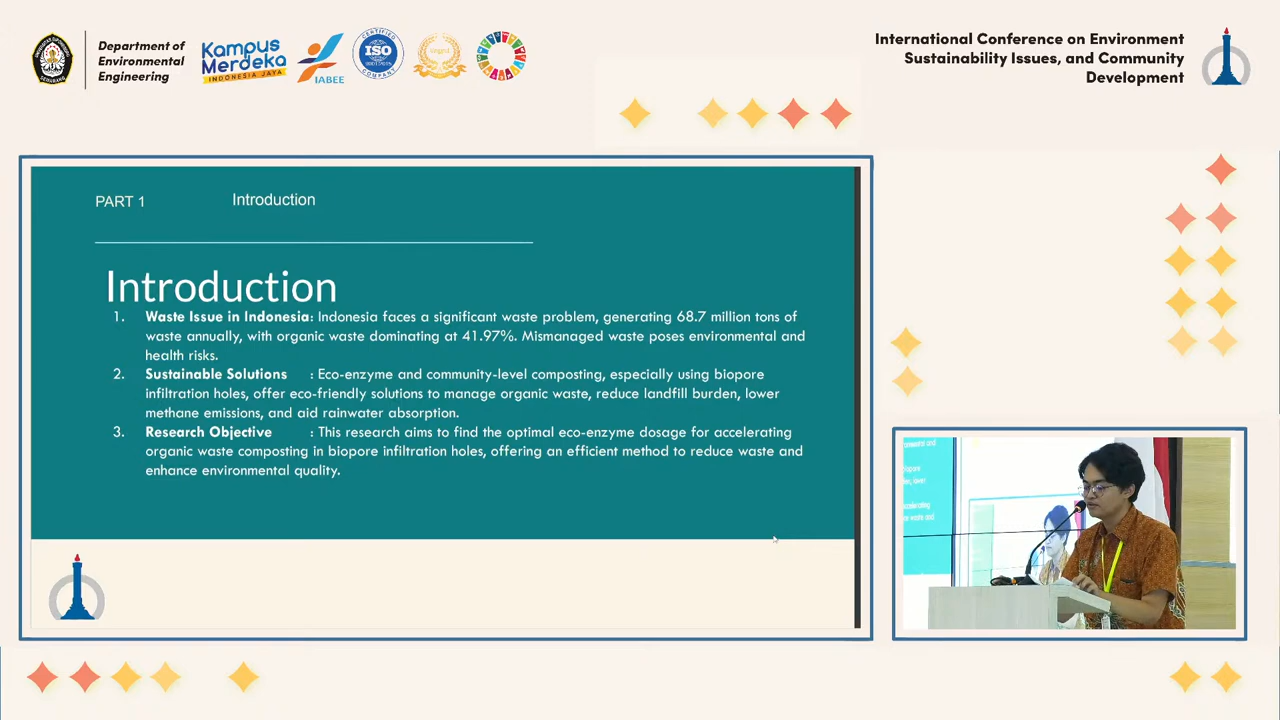 Department of
Environmental
Engineering
Kampus
Merdeka
INDONESIA JAYA
IABEE
CERTIFIED
ISO
COMPANY
International Conference on Environment
Sustainability Issues, and Community
Development
PART 1
Introduction
Introduction
1. Waste Issue in Indonesia: Indonesia faces a significant waste problem, generating 68.7 million tons of
waste annually, with organic waste dominating at 41.97%. Mismanaged waste poses environmental and
health risks.
2. Sustainable Solutions : Eco-enzyme and community-level composting, especially using biopore
infiltration holes, offer eco-friendly solutions to manage organic waste, reduce landfill burden, lower
methane emissions, and aid rainwater absorption.
3. Research Objective : This research aims to find the optimal eco-enzyme dosage for accelerating
organic waste composting in biopore infiltration holes, offering an efficient method to reduce waste and
enhance environmental quality.